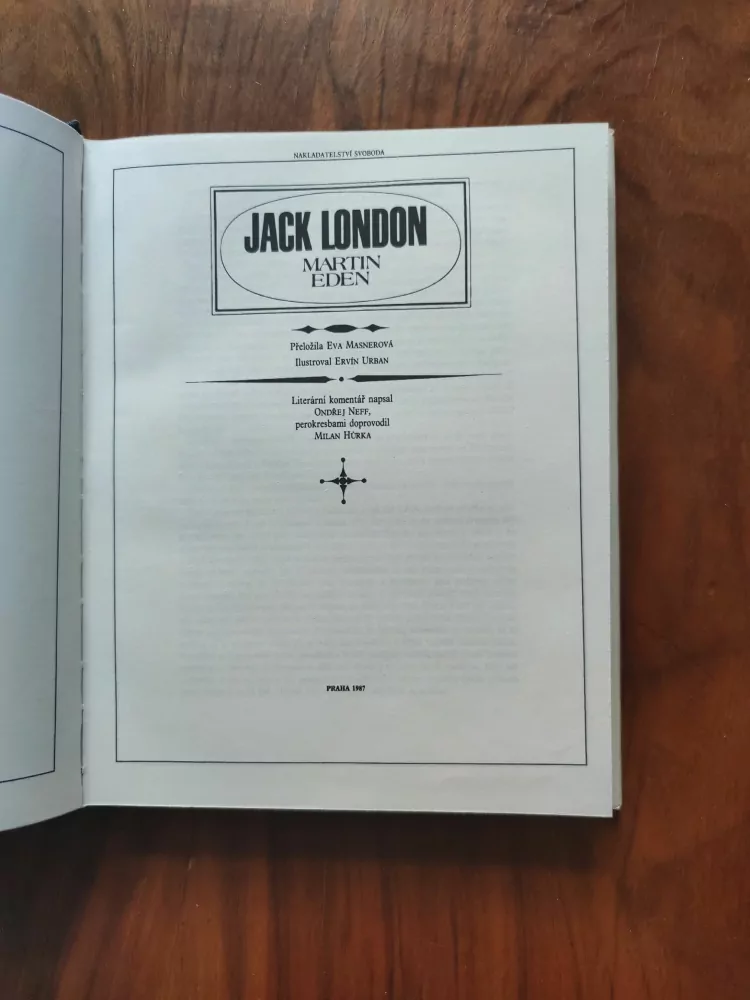 NAKLADATELSTVÍ SVOBODA
JACK LONDON
MARTIN
EDEN
Přeložila EVA MASNEROVÁ
Ilustroval ERVÍN URBAN
Literární komentář napsal
ONDŘEJ NEFF,
perokresbami doprovodil
MILAN HŮRKA
PRAHA 1987